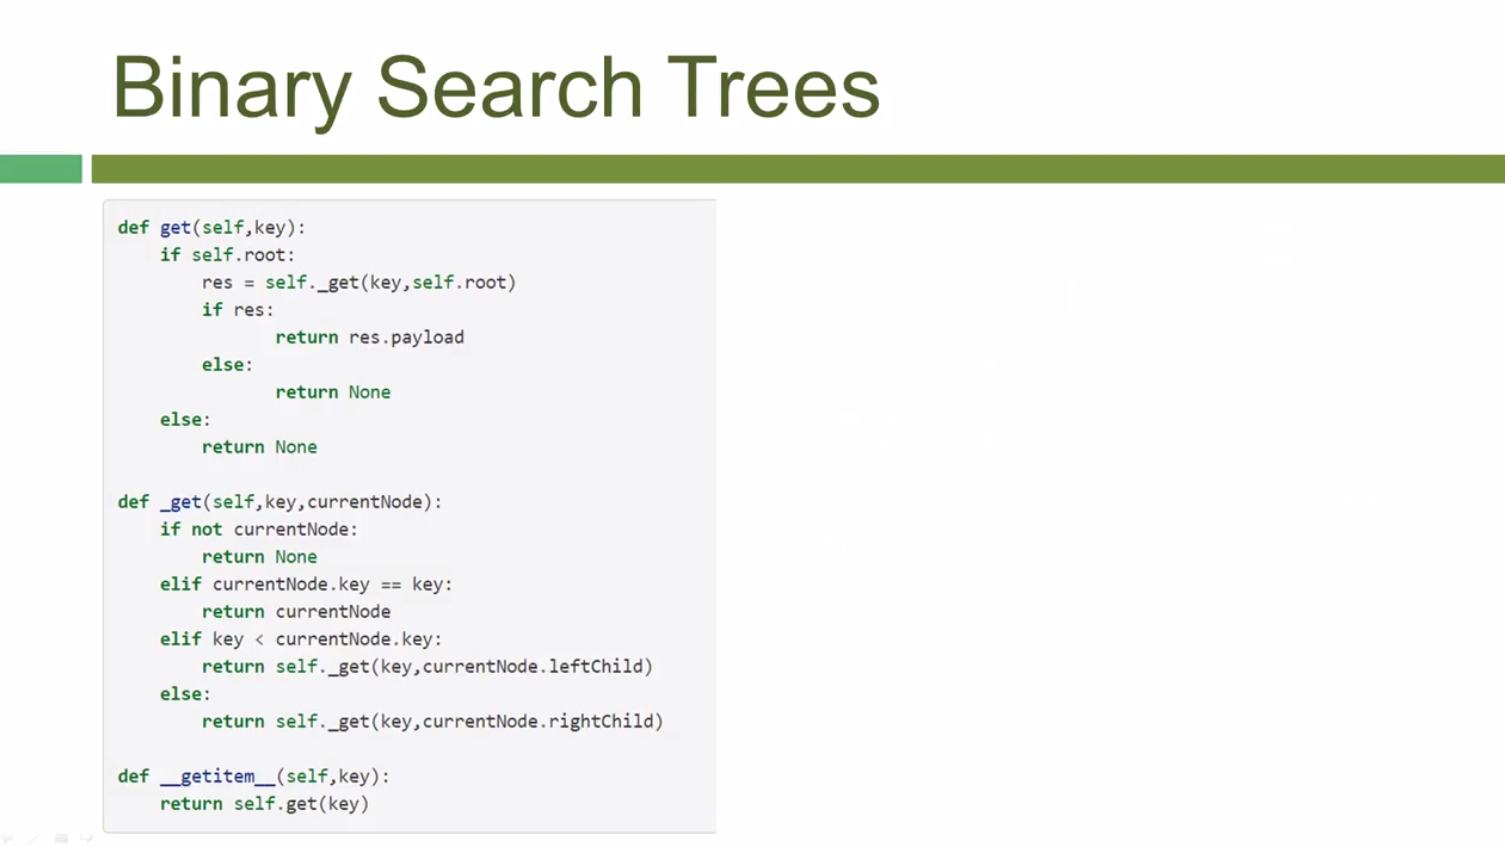 Binary Search Trees
def get(self,key):
    if self.root:
        res = self._get(key,self.root)
        if res:
               return res.payload
        else:
               return None
    else:
        return None

def _get(self,key,currentNode):
    if not currentNode:
        return None
    elif currentNode.key == key:
        return currentNode
    elif key < currentNode.key:
        return self._get(key,currentNode.leftChild)
    else:
        return self._get(key,currentNode.rightChild)

def __getitem__(self,key):
    return self.get(key)